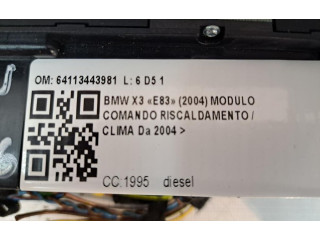 OM: 64113443981 L: 6 D5 1
BMW X3 «E83» (2004) MODULO
COMANDO RISCALDAMENTO /
CLIMA Da 2004 >
CC:1995 diesel